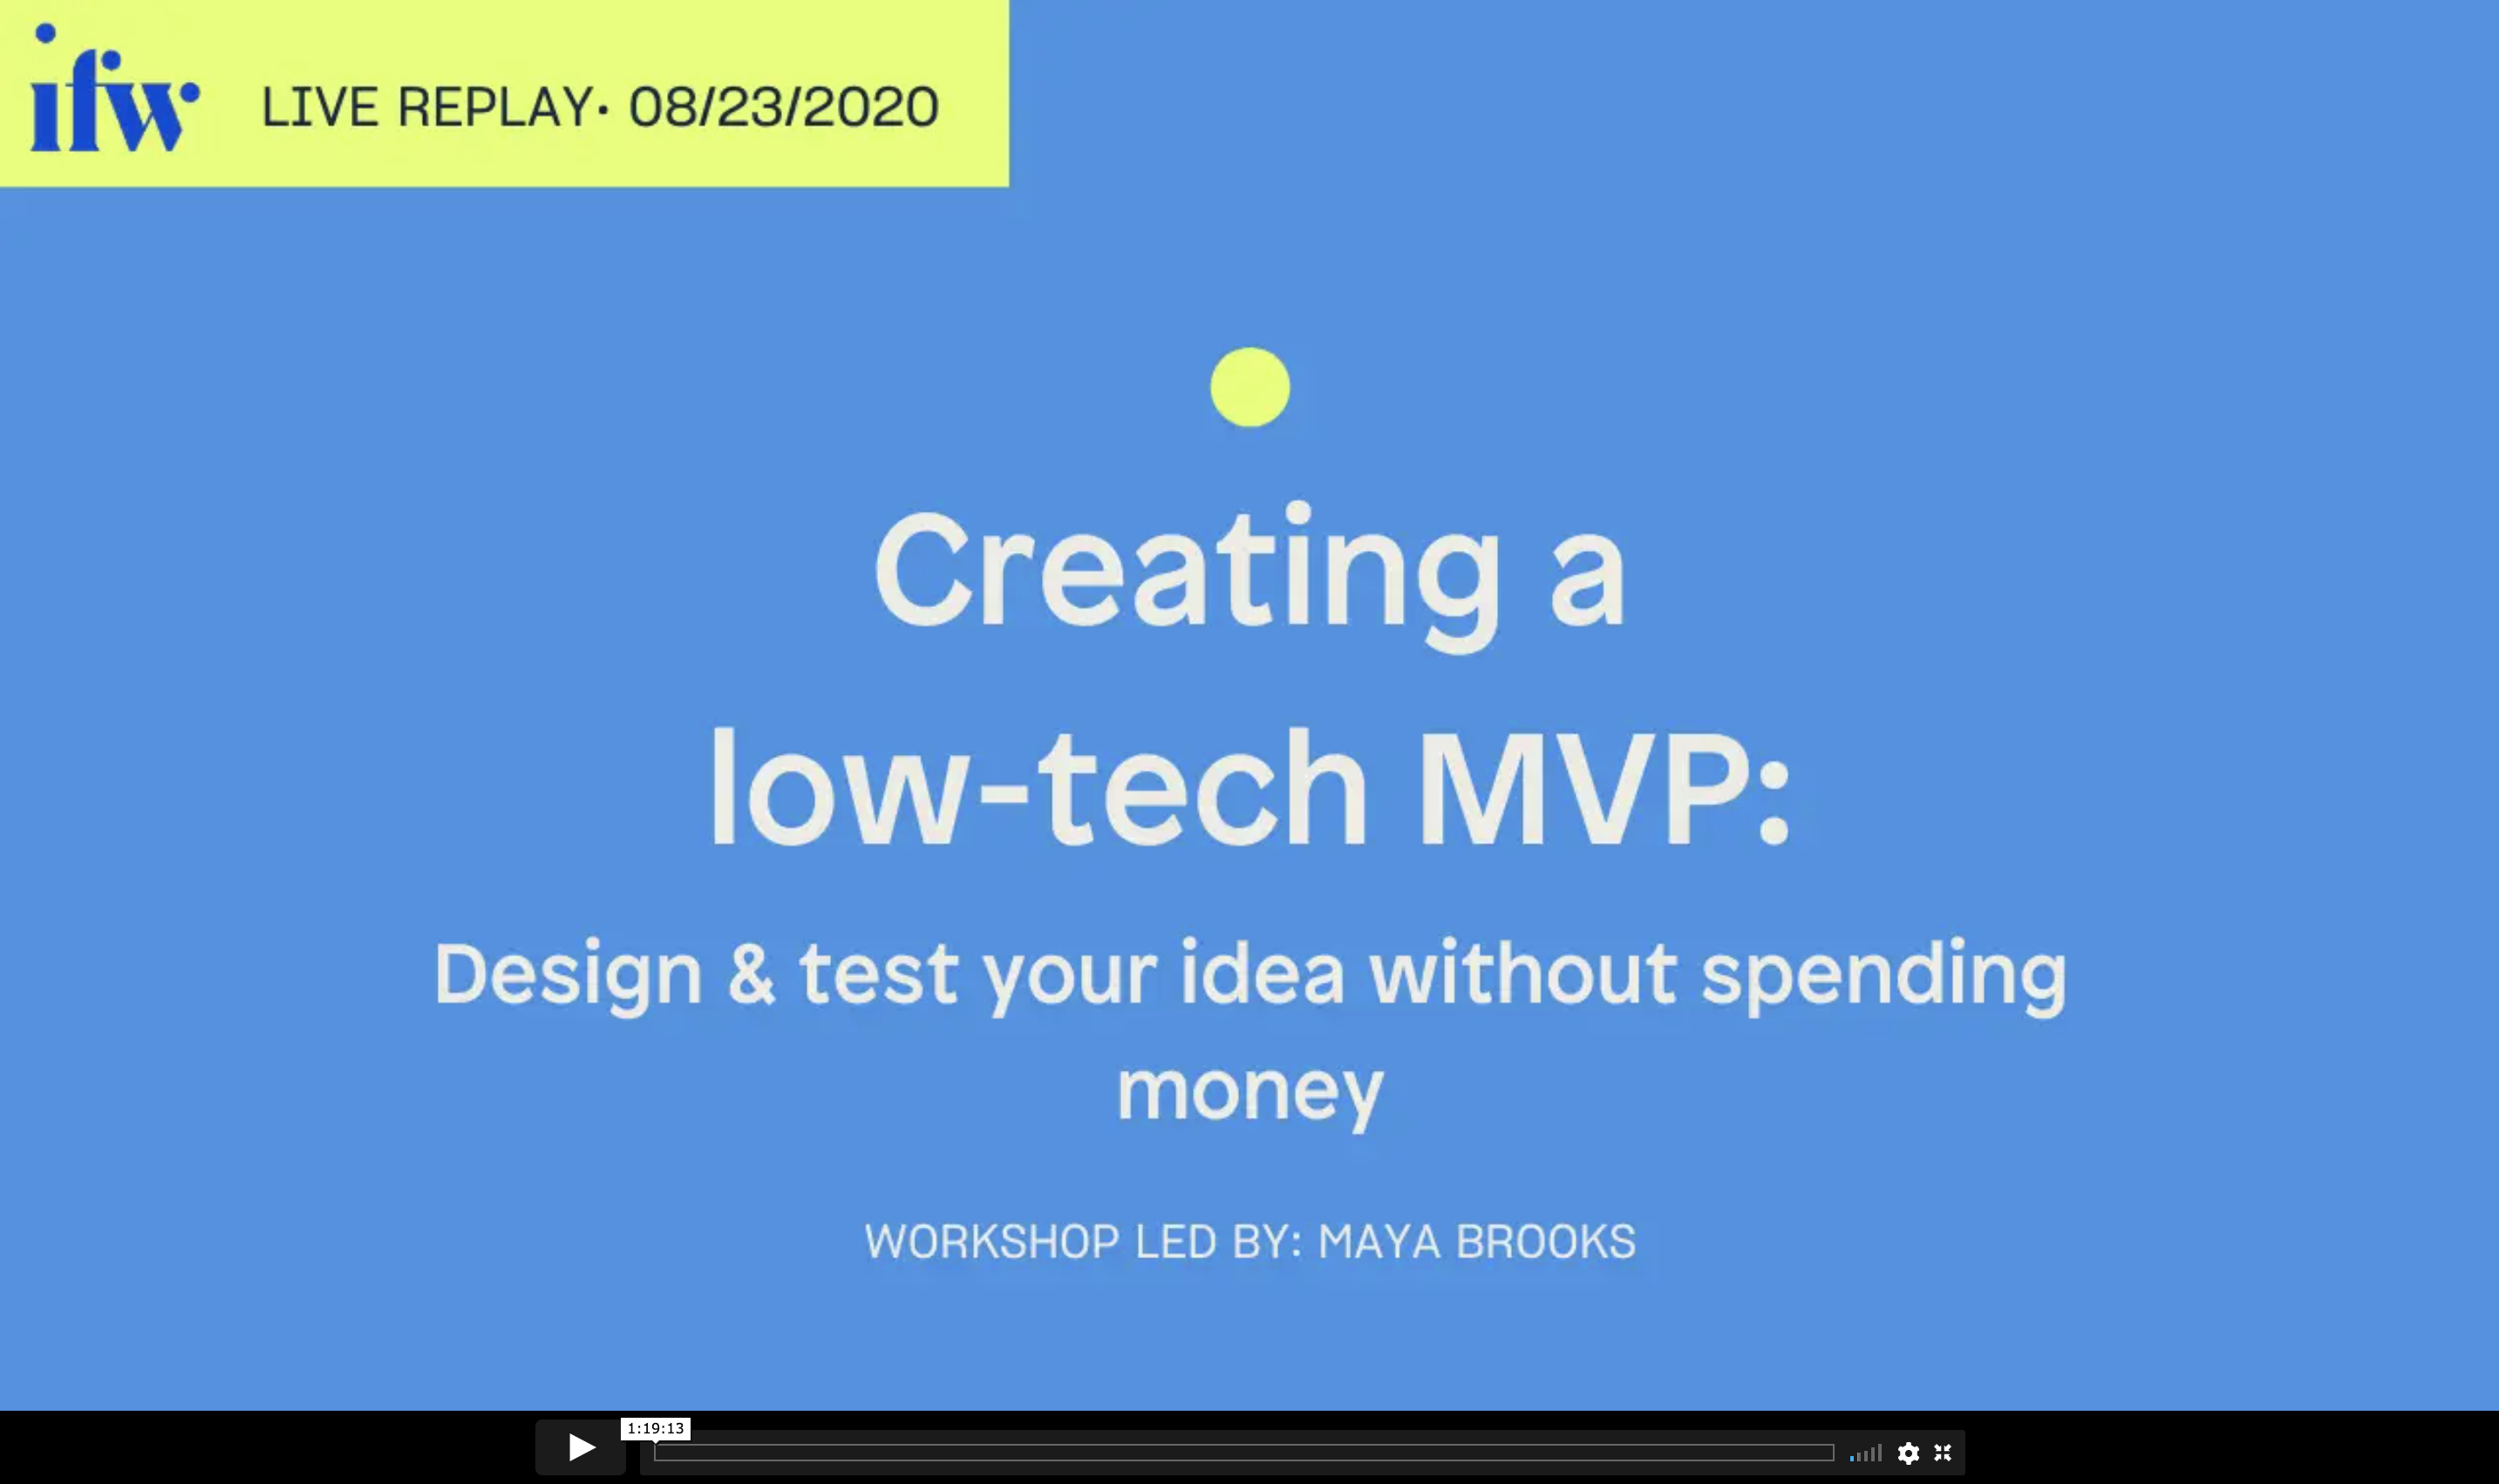 ifw LIVE REPLAY• 08/23/2020
Creating a
low-tech MVP:
Design & test your idea without spending
money
WORKSHOP LED BY: MAYA BROOKS
1:19:13